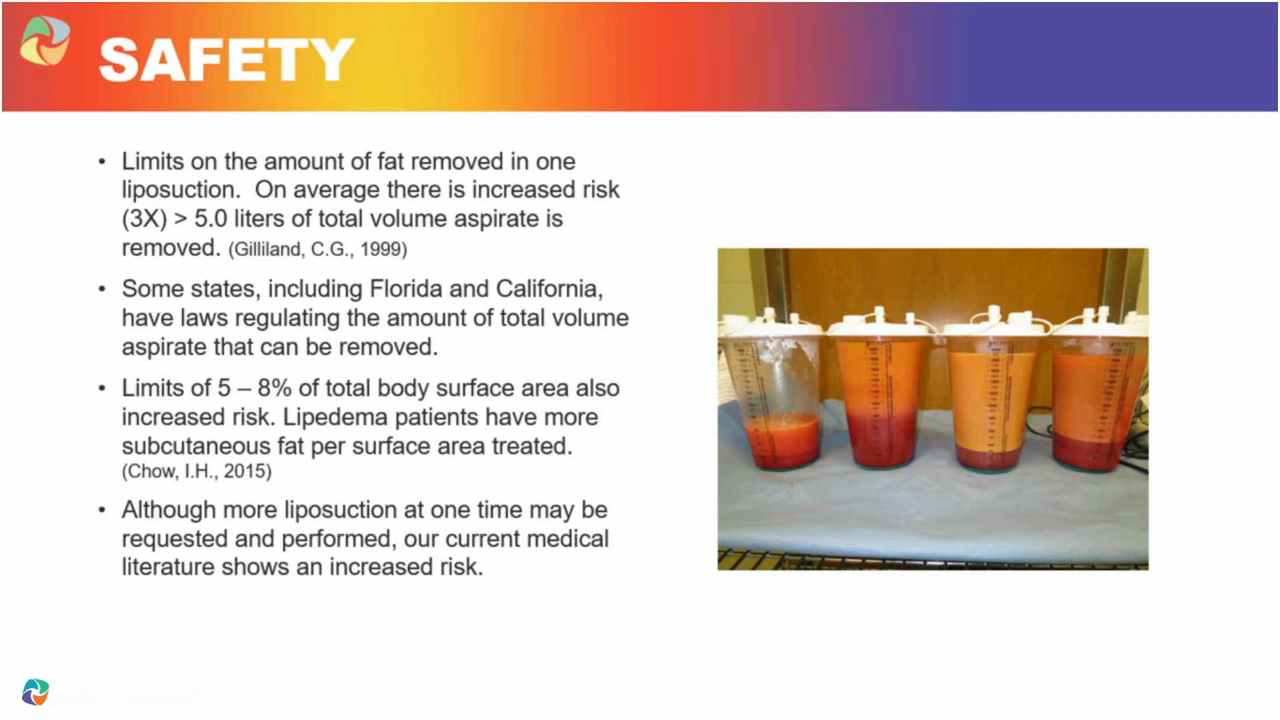 SAFETY
• Limits on the amount of fat removed in one
liposuction.  On average there is increased risk
(3X) > 5.0 liters of total volume aspirate is
removed. (Gilliland, C.G., 1999)
• Some states, including Florida and California,
have laws regulating the amount of total volume
aspirate that can be removed.
• Limits of 5 – 8% of total body surface area also
increased risk. Lipedema patients have more
subcutaneous fat per surface area treated.
(Chow, I.H., 2015)
• Although more liposuction at one time may be
requested and performed, our current medical
literature shows an increased risk.